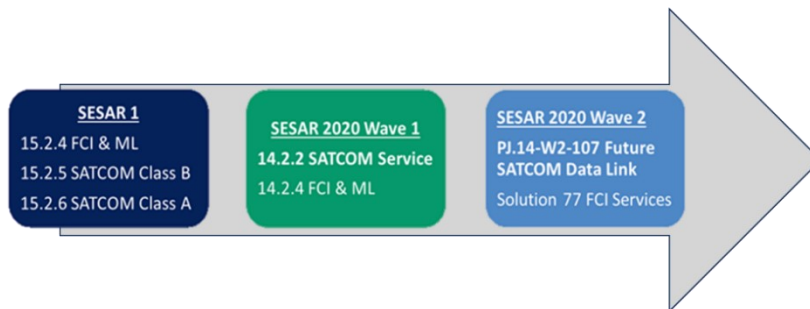 SESAR 1
15.2.4 FCI & ML
15.2.5 SATCOM Class B
15.2.6 SATCOM Class A
SESAR 2020 Wave 1
14.2.2 SATCOM Service
14.2.4 FCI & ML
SESAR 2020 Wave 2
PJ.14-W2-107 Future
SATCOM Data Link
Solution 77 FCI Services